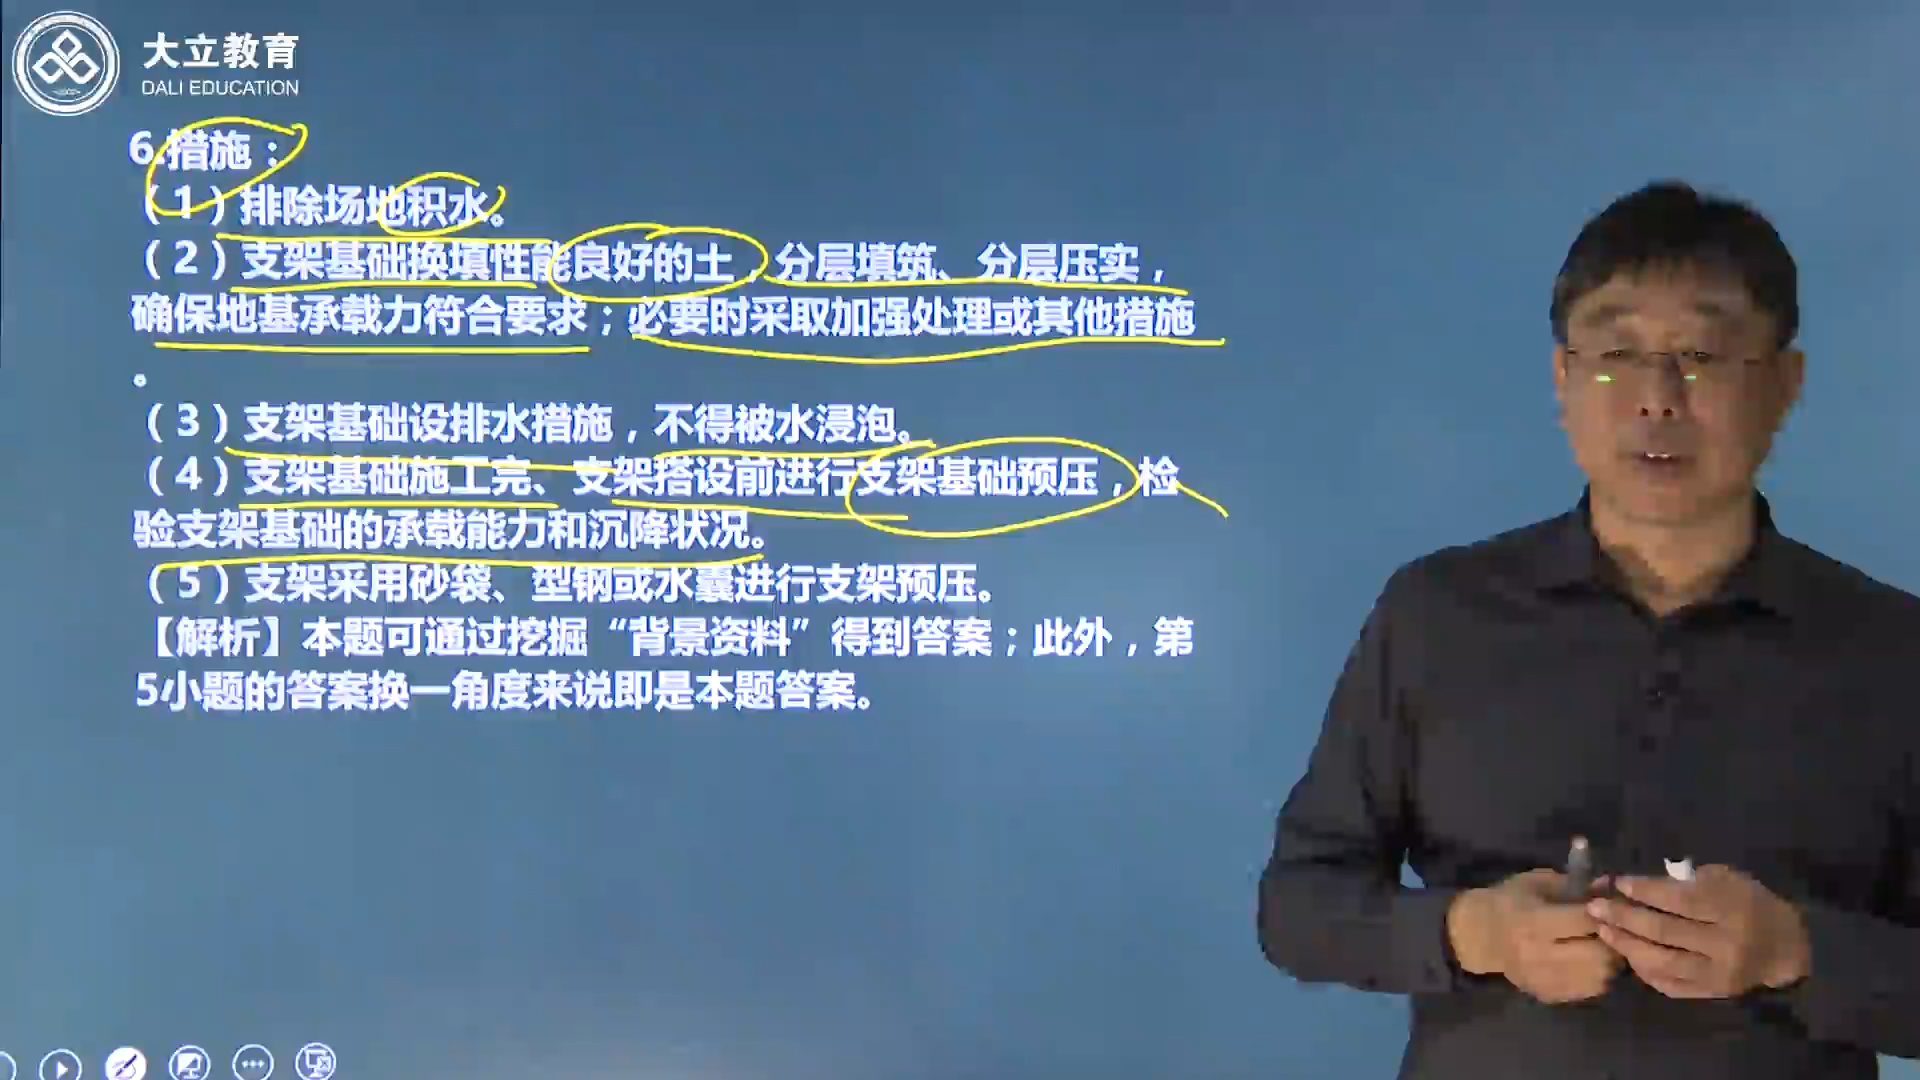 大立教育
DALI EDUCATION
6.措施：
（1）排除场地积水。
（2）支架基础换填性能良好的土，分层填筑、分层压实，
确保地基承载力符合要求；必要时采取加强处理或其他措施
。
（3）支架基础设排水措施，不得被水浸泡。
（4）支架基础施工完、支架搭设前进行支架基础预压，检
验支架基础的承载能力和沉降状况。
（5）支架采用砂袋、型钢或水囊进行支架预压。
【解析】本题可通过挖掘“背景资料”得到答案；此外，第
5小题的答案换一角度来说即是本题答案。